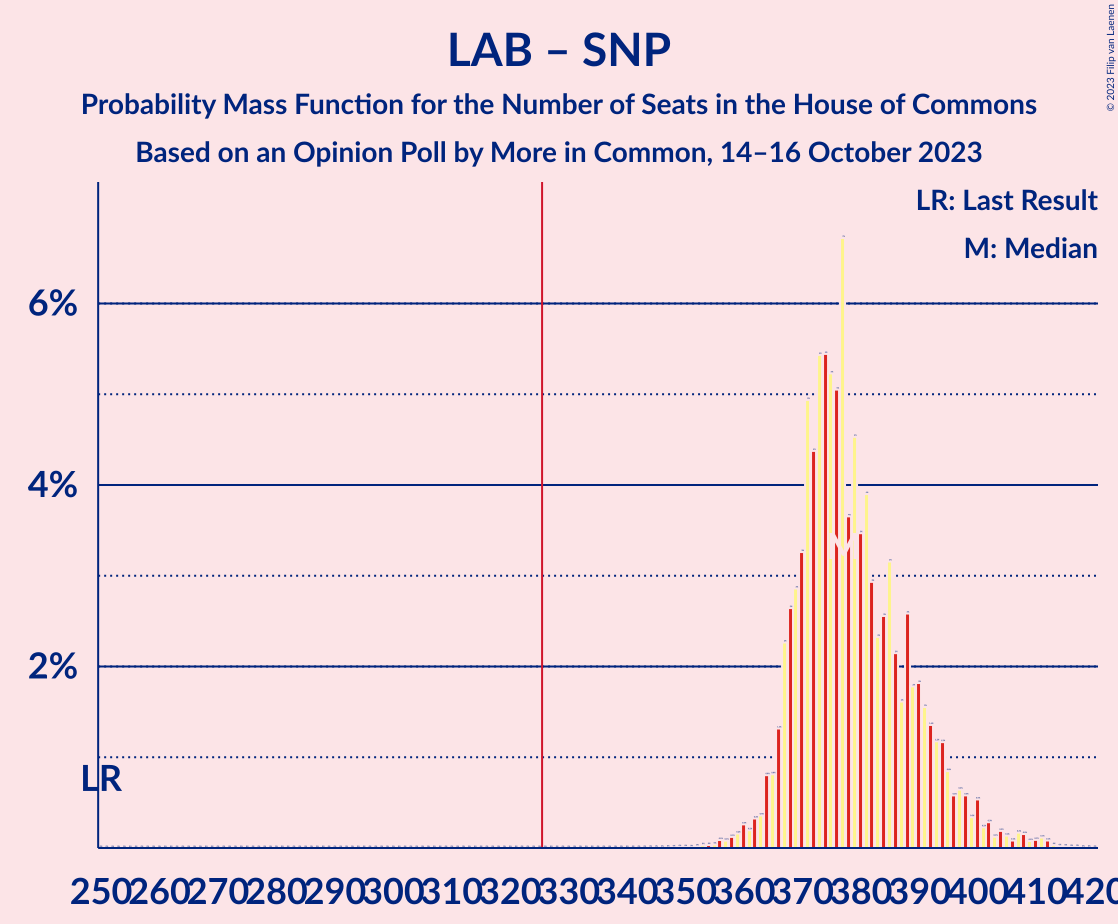 LAB – SNP
Probability Mass Function for the Number of Seats in the House of Commons
Based on an Opinion Poll by More in Common, 14–16 October 2023
© 2023 Filip van Laenen
LR: Last Result
M: Median
6%
4%
2%
LR
M
250 260 270 280 290 300 310 320 330 340 350 360 370 380 390 400 410 420